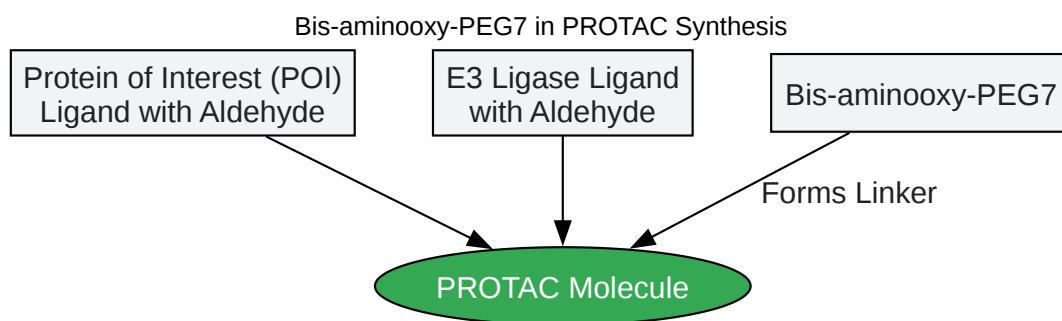 Bis-aminooxy-PEG7 in PROTAC Synthesis
Protein of Interest (POI)
Ligand with Aldehyde
E3 Ligase Ligand
with Aldehyde
Bis-aminooxy-PEG7
Forms Linker
PROTAC Molecule